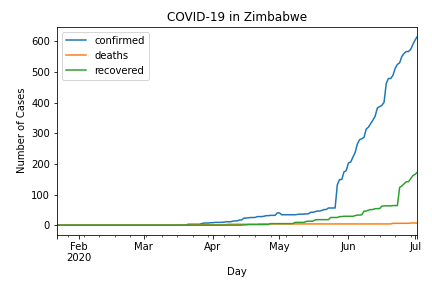 COVID-19 in Zimbabwe
confirmed
deaths
recovered
Number of Cases
600
500
400
300
200
100
0
Feb Mar Apr May Jun Jul
2020
Day